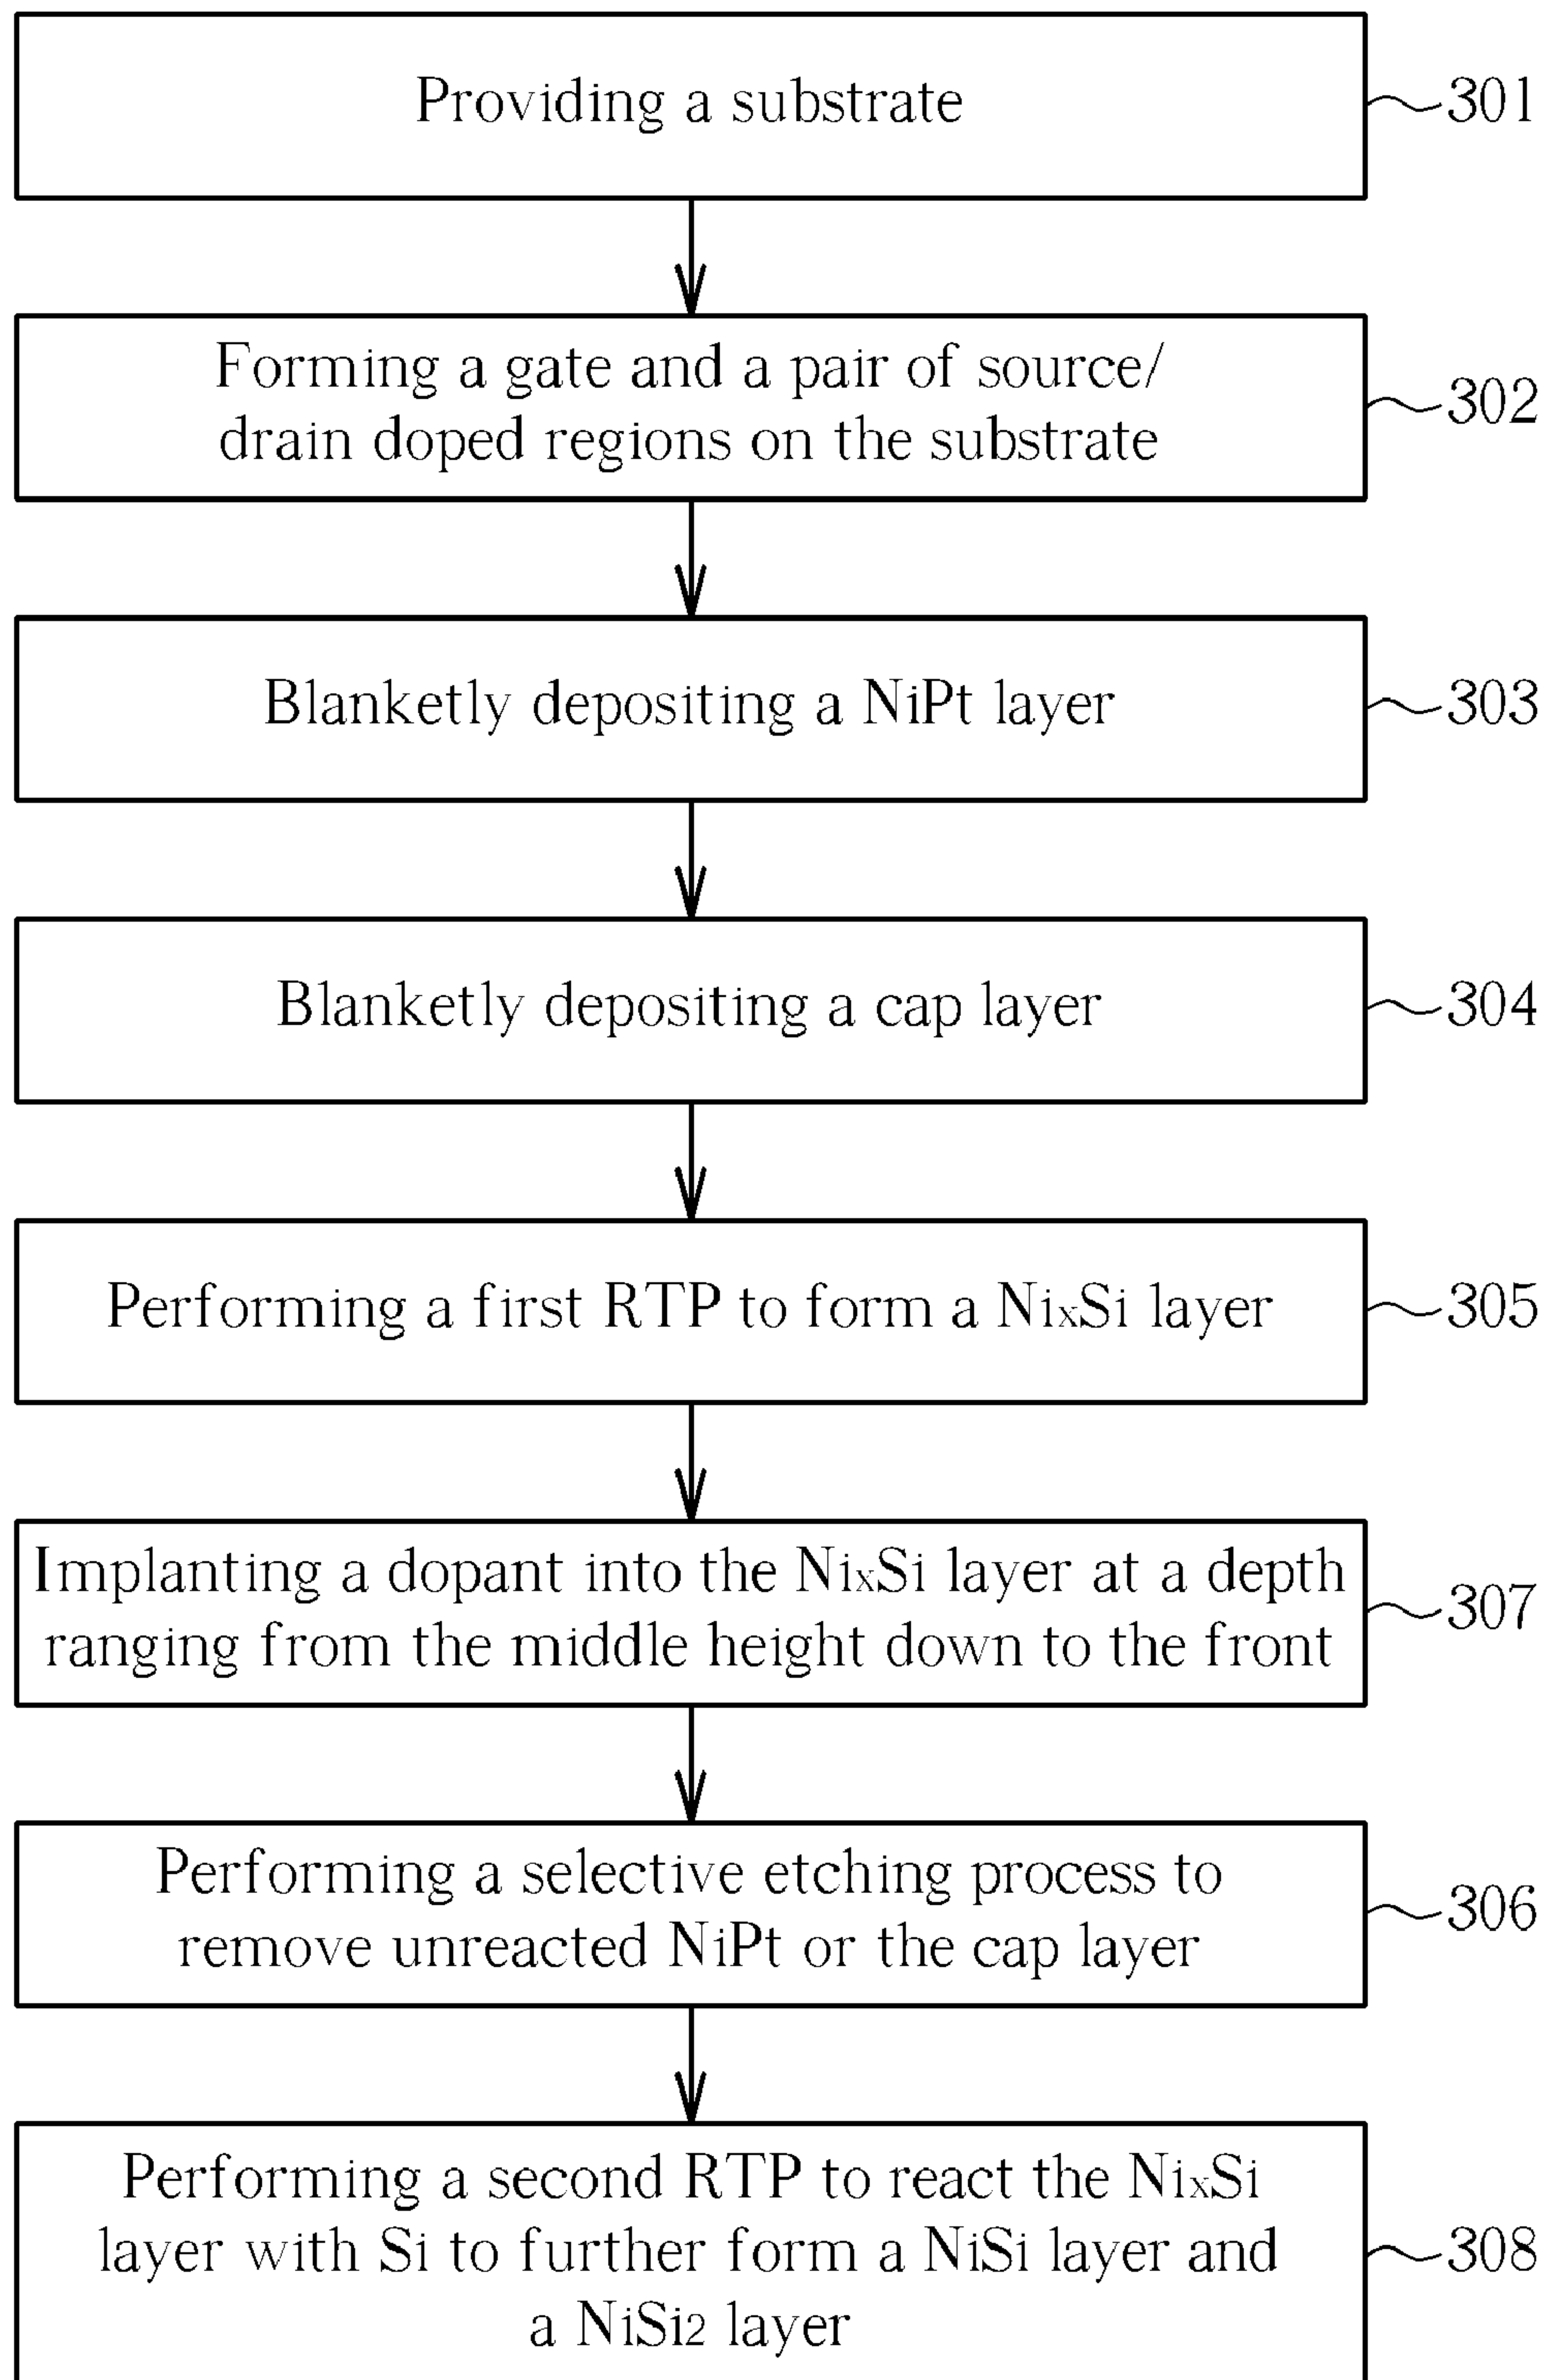 Providing a substrate
301
Forming a gate and a pair of source/
drain doped regions on the substrate
302
Blanketly depositing a NiPt layer
303
Blanketly depositing a cap layer
304
Performing a first RTP to form a NiₓSi layer
305
Implanting a dopant into the NiₓSi layer at a depth
ranging from the middle height down to the front
307
Performing a selective etching process to
remove unreacted NiPt or the cap layer
306
Performing a second RTP to react the NiₓSi
layer with Si to further form a NiSi layer and
a NiSi₂ layer
308